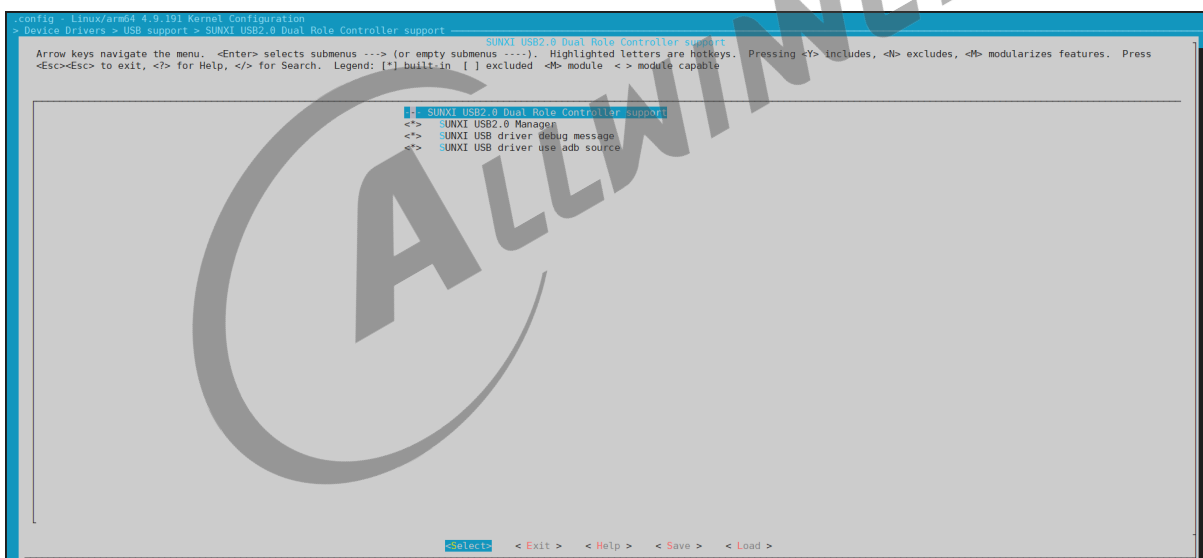 .config - Linux/arm64 4.9.191 Kernel Configuration
> Device Drivers > USB support > SUNXI USB2.0 Dual Role Controller support
SUNXI USB2.0 Dual Role Controller support
Arrow keys navigate the menu. <Enter> selects submenus ---> (or empty submenus ----). Highlighted letters are hotkeys. Pressing <Y> includes, <N> excludes, <M> modularizes features. Press
<Esc><Esc> to exit, <?> for Help, </> for Search. Legend: [*] built-in [ ] excluded <M> module < > module capable
--- SUNXI USB2.0 Dual Role Controller support
<*> SUNXI USB2.0 Manager
<*> SUNXI USB driver debug message
<*> SUNXI USB driver use adb source
ALLWINNER
<Select> < Exit > < Help > < Save > < Load >